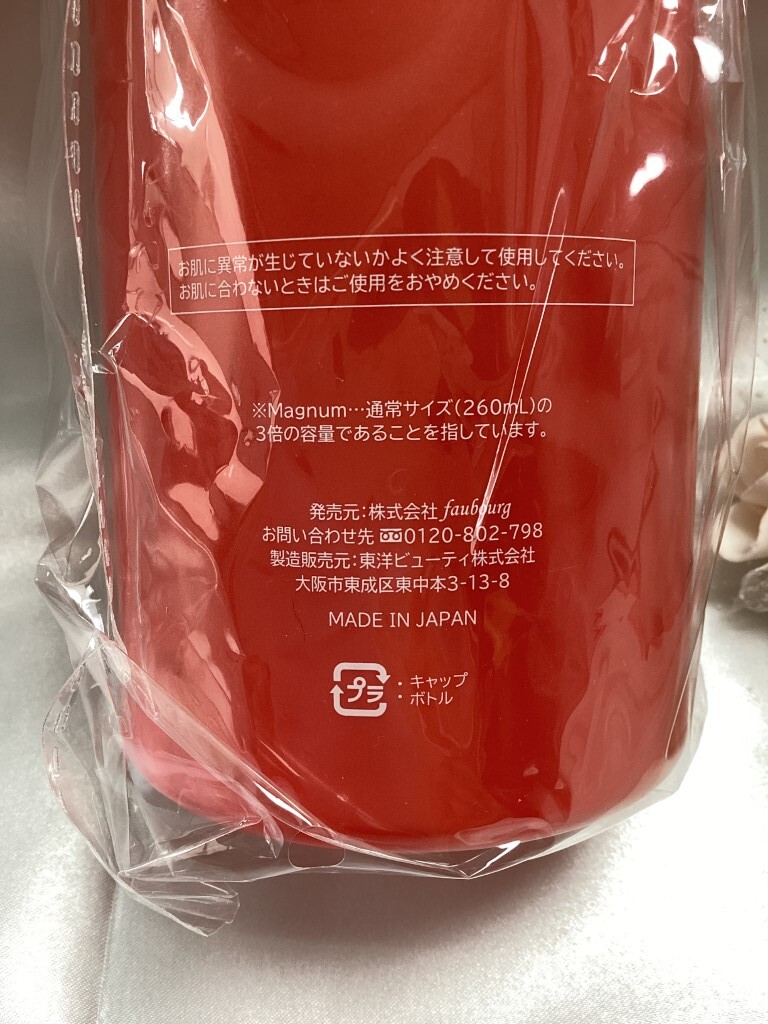 お肌に異常が生じていないかよく注意して使用してください。
お肌に合わないときはご使用をおやめください。
※Magnum…通常サイズ(260mL)の
3倍の容量であることを指しています。
発売元:株式会社 faubourg
お問い合わせ先 0120-802-798
製造販売元:東洋ビューティ株式会社
大阪市東成区東中本3-13-8
MADE IN JAPAN
プラ ・キャップ
・ボトル